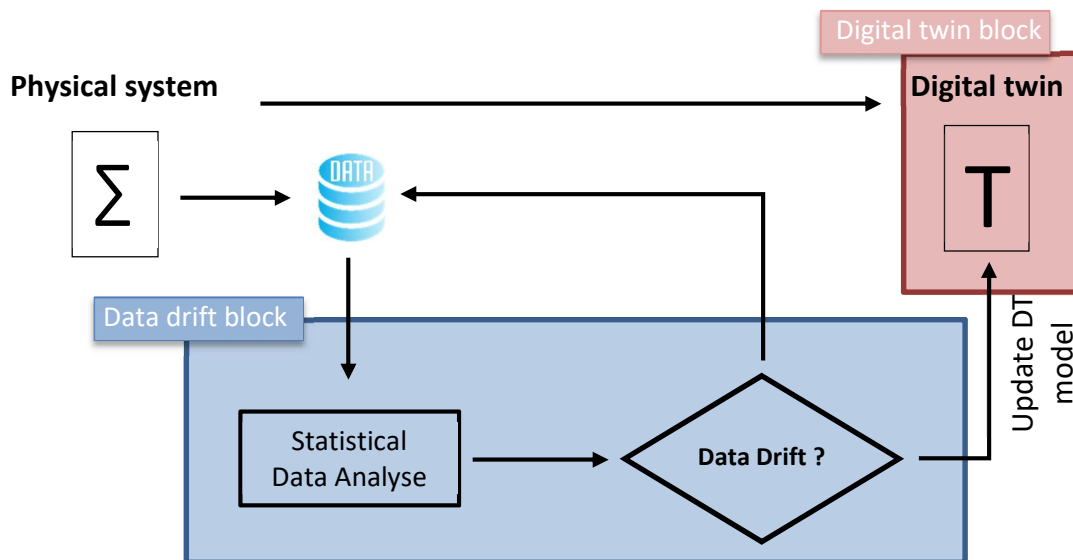 Digital twin block
Physical system
Digital twin
Σ
DATA
T
Data drift block
Update DT
model
Statistical
Data Analyse
Data Drift ?